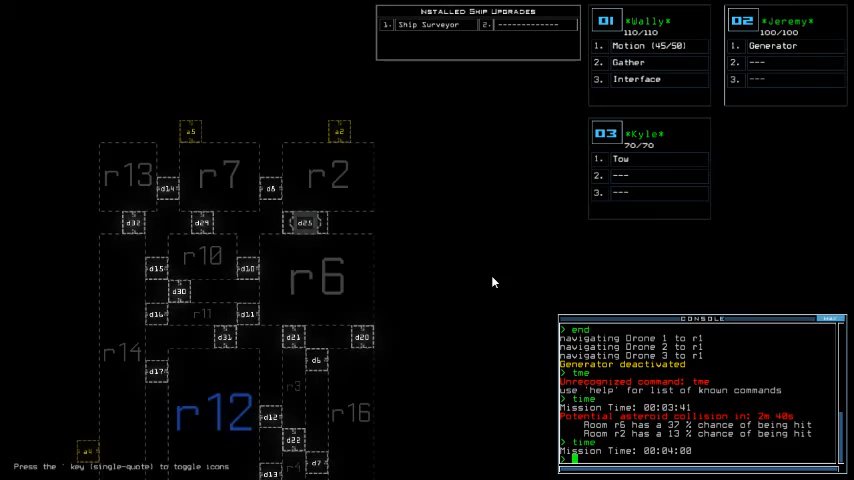 INSTALLED SHIP UPGRADES
1. Ship Surveyor 2. -------------
01 *Wally*
110/110
1. Motion (45/50)
2. Gather
3. Interface
02 *Jeremy*
100/100
1. Generator
2. ---
3. ---
03 *Kyle*
70/70
1. Tow
2. ---
3. ---
a5 a2
r13 d14 r7 d8 r2
d32 d29 d25
r10
d15 d10 r6
d30
d16 r11 d11
d31 d21 d20
r14 d6
d17
r3
r12 d12 r16
d22
a4
d13 r4 d7
Press the ' key (single-quote) to toggle icons
CONSOLE
> end
navigating Drone 1 to r1
navigating Drone 2 to r1
navigating Drone 3 to r1
Generator deactivated
> tme
Unrecognized command: tme
use 'help' for list of known commands
> time
Mission Time: 00:03:41
Potential asteroid collision in: 2m 40s
Room r6 has a 37 % chance of being hit
Room r2 has a 13 % chance of being hit
> time
Mission Time: 00:04:00
>